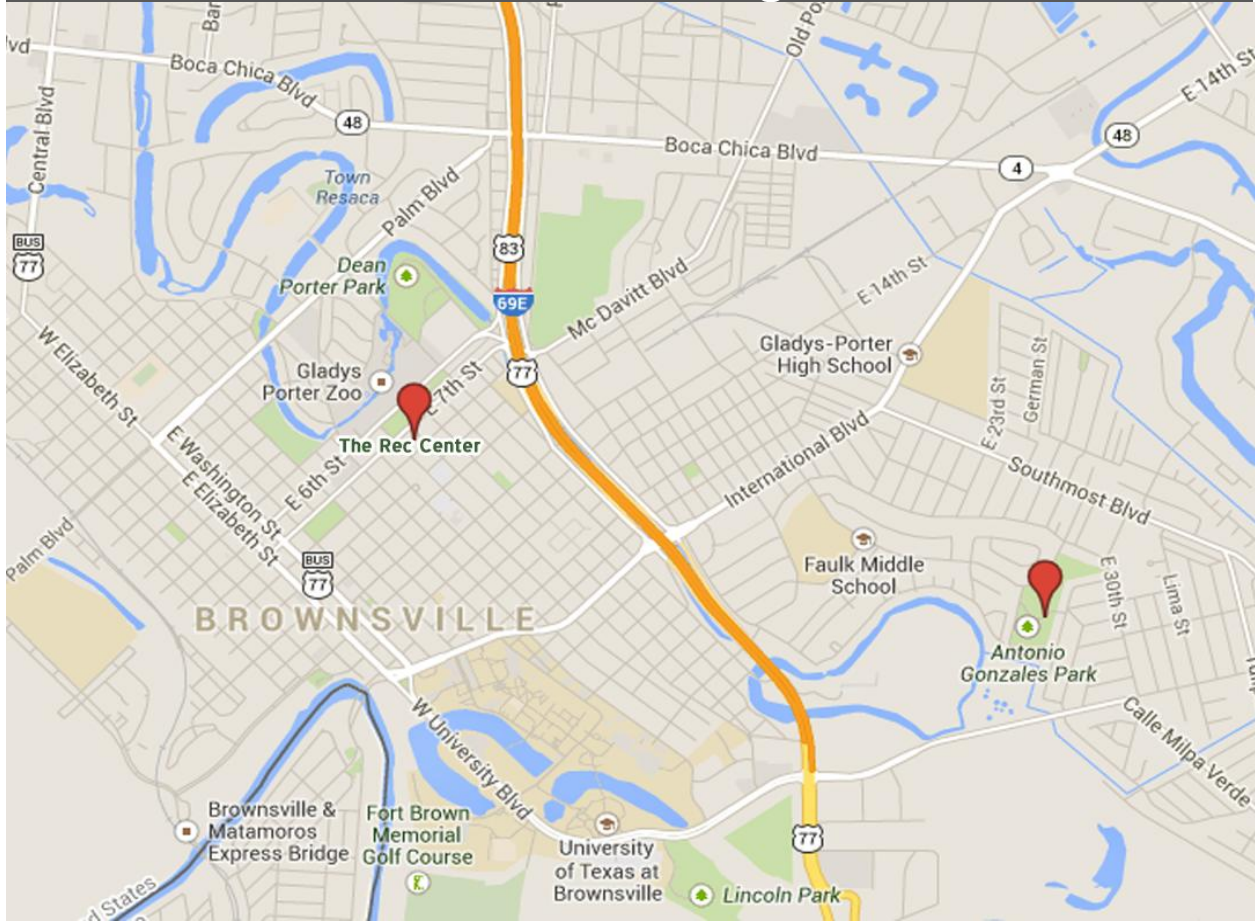 Bar
Old Po
lvd
Boca Chica Blvd
48
E 14th St
Central Blvd
Boca Chica Blvd
48
4
Town
Resaca
Palm Blvd
BUS
77
83
Dean
Porter Park
69E
Mc Davitt Blvd
E 14th St
W Elizabeth St
Gladys
Porter Zoo
77
Gladys-Porter
High School
E 7th St
E 23rd St
German St
The Rec Center
E Washington St
E Elizabeth St
E 6th St
International Blvd
Southmost Blvd
Palm Blvd
BUS
77
Faulk Middle
School
E 30th St
Lima St
BROWNSVILLE
Antonio
Gonzales Park
W University Blvd
Calle Milpa Verde
Brownsville &
Matamoros
Express Bridge
Fort Brown
Memorial
Golf Course
University
of Texas at
Brownsville
77
Lincoln Park
d States